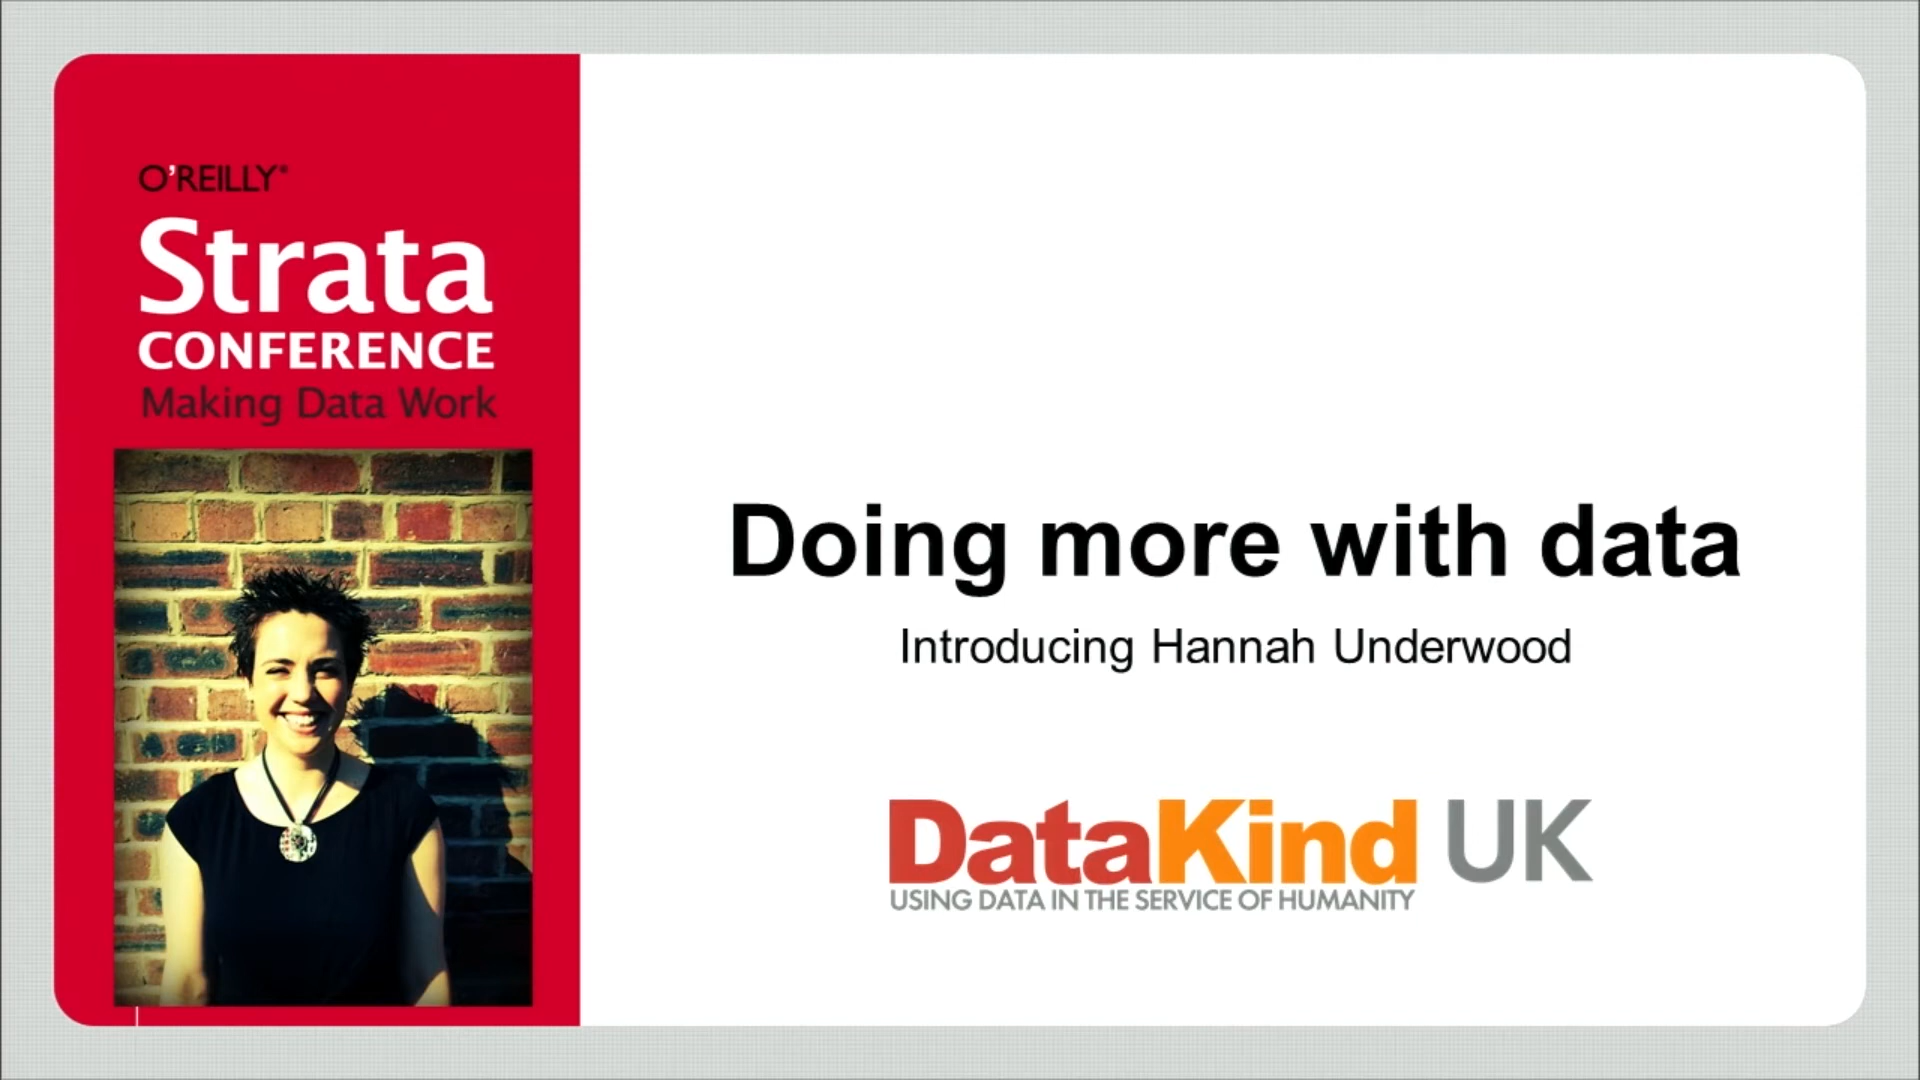 O'REILLY®
Strata
CONFERENCE
Making Data Work
Doing more with data
Introducing Hannah Underwood
DataKind UK
USING DATA IN THE SERVICE OF HUMANITY